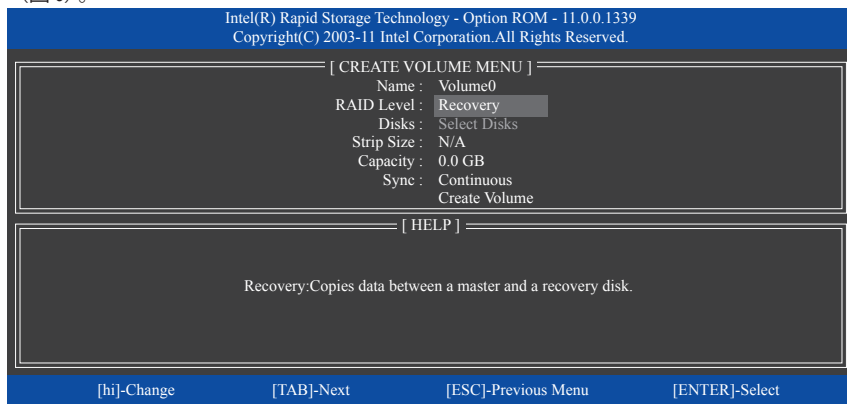 Intel(R) Rapid Storage Technology - Option ROM - 11.0.0.1339
Copyright(C) 2003-11 Intel Corporation.All Rights Reserved.
[ CREATE VOLUME MENU ]
Name : Volume0
RAID Level : Recovery
Disks : Select Disks
Strip Size : N/A
Capacity : 0.0 GB
Sync : Continuous
Create Volume
[ HELP ]
Recovery:Copies data between a master and a recovery disk.
[hi]-Change [TAB]-Next [ESC]-Previous Menu [ENTER]-Select